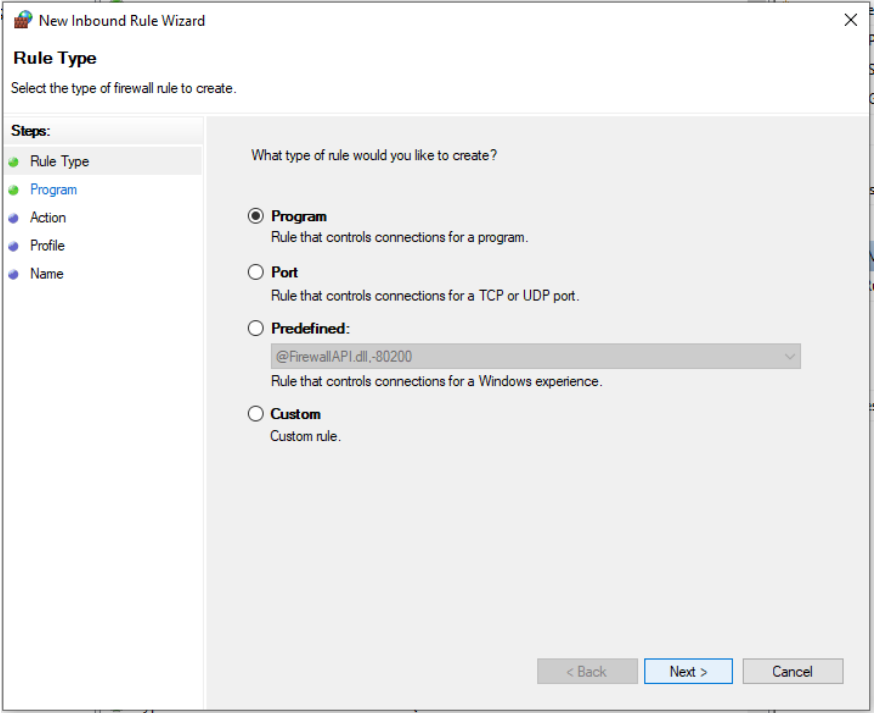 New Inbound Rule Wizard
Rule Type
Select the type of firewall rule to create.
Steps:
Rule Type
Program
Action
Profile
Name
What type of rule would you like to create?
Program
Rule that controls connections for a program.
Port
Rule that controls connections for a TCP or UDP port.
Predefined:
@FirewallAPI.dll,-80200
Rule that controls connections for a Windows experience.
Custom
Custom rule.
< Back
Next >
Cancel